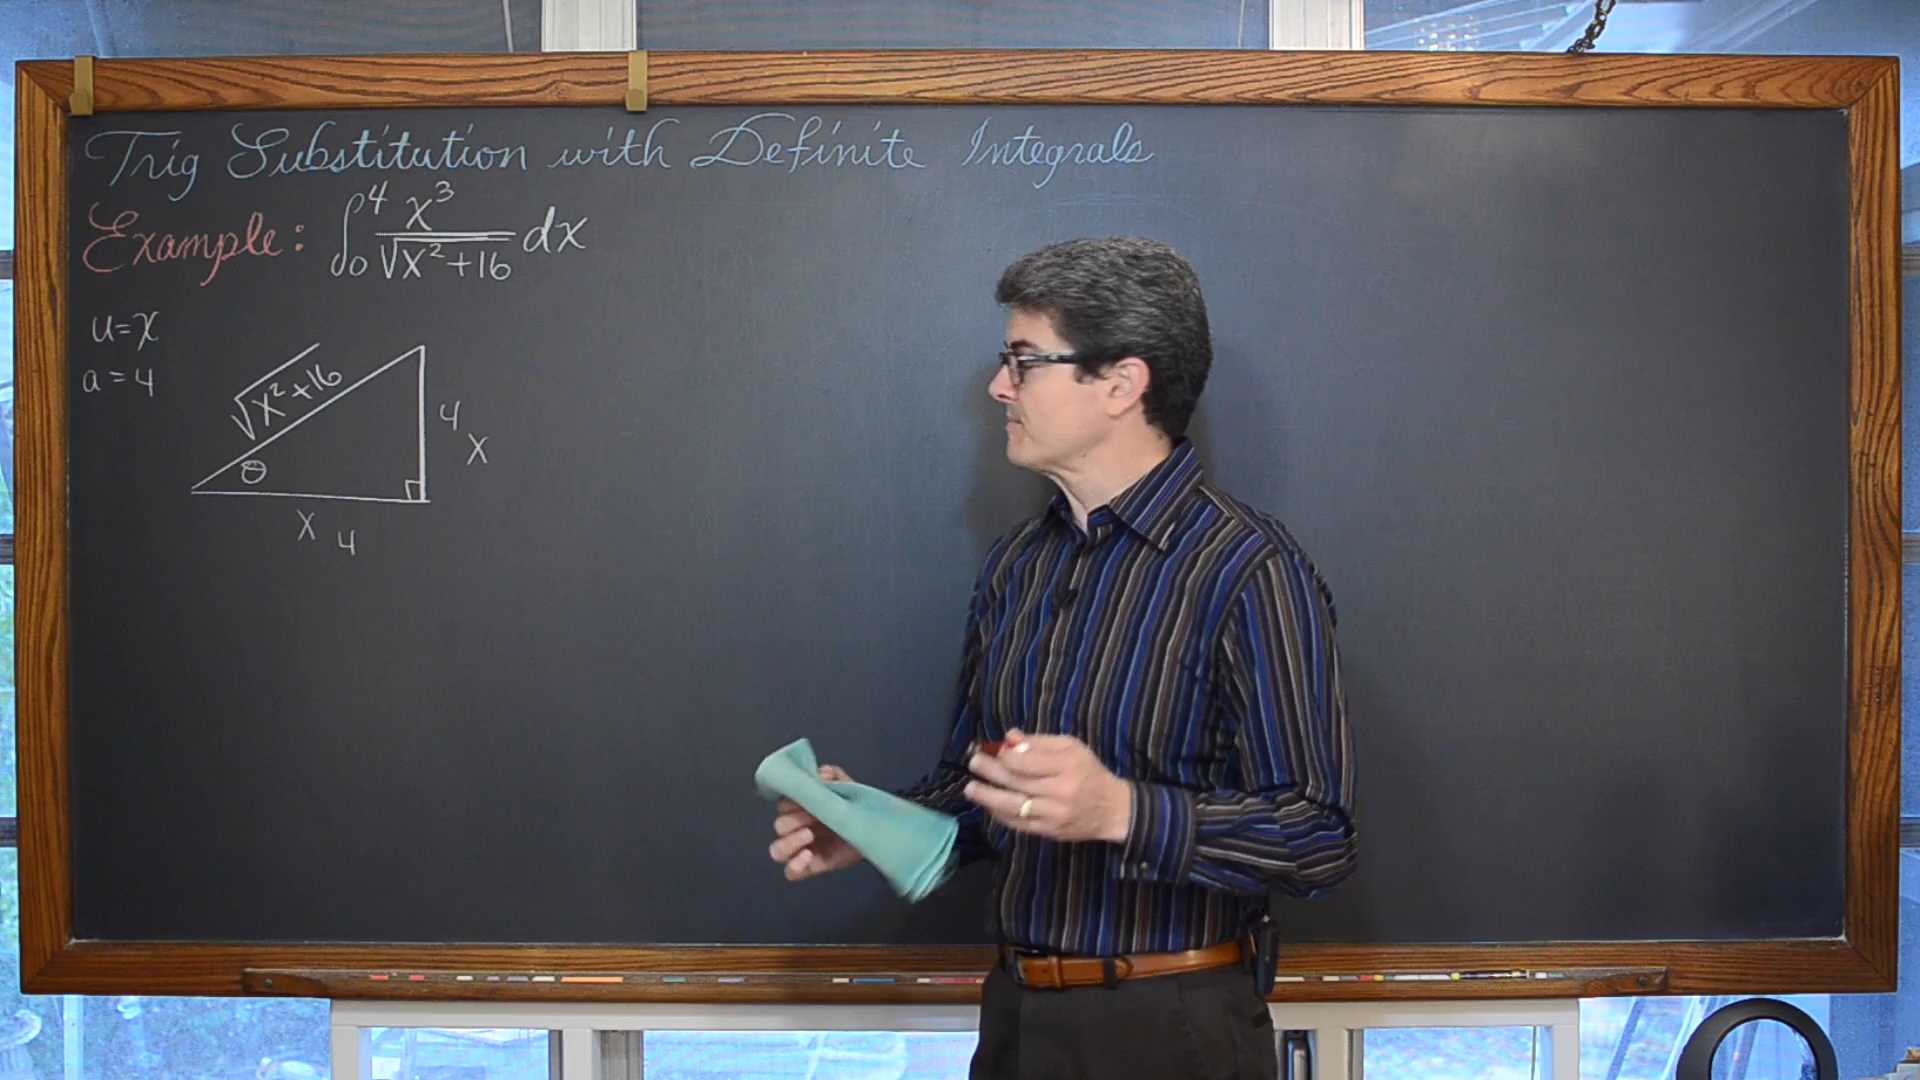 Trig Substitution with Definite Integrals
Example: ∫₀⁴ x³/√(x²+16) dx
u=x
a=4
√(x²+16)
4
x
θ
x 4